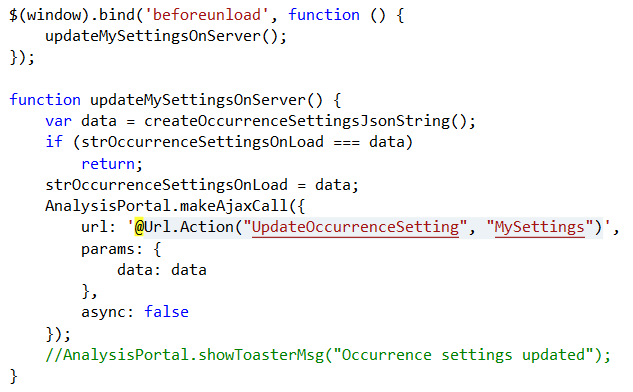 $(window).bind('beforeunload', function () {
    updateMySettingsOnServer();
});

function updateMySettingsOnServer() {
    var data = createOccurrenceSettingsJsonString();
    if (strOccurrenceSettingsOnLoad === data)
        return;
    strOccurrenceSettingsOnLoad = data;
    AnalysisPortal.makeAjaxCall({
        url: '@Url.Action("UpdateOccurrenceSetting", "MySettings")',
        params: {
            data: data
        },
        async: false
    });
    //AnalysisPortal.showToasterMsg("Occurrence settings updated");
}